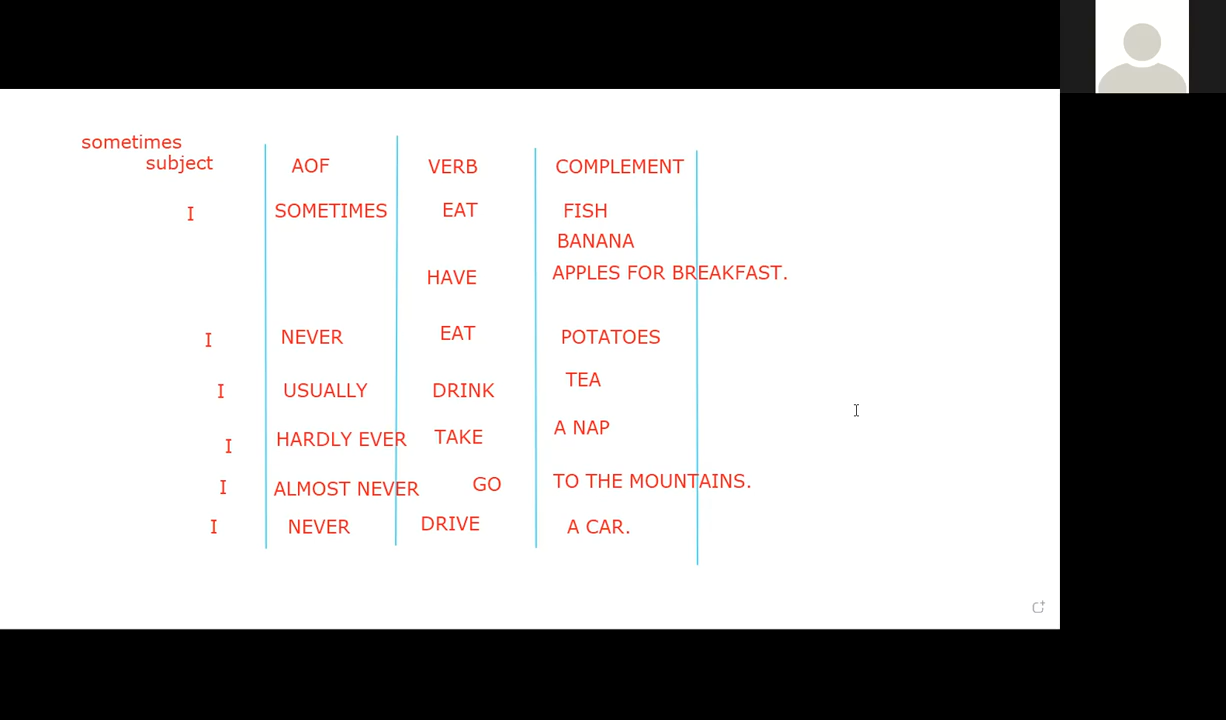 sometimes
subject AOF VERB COMPLEMENT
I SOMETIMES EAT FISH
BANANA
HAVE APPLES FOR BREAKFAST.
I NEVER EAT POTATOES
I USUALLY DRINK TEA
I HARDLY EVER TAKE A NAP
I ALMOST NEVER GO TO THE MOUNTAINS.
I NEVER DRIVE A CAR.